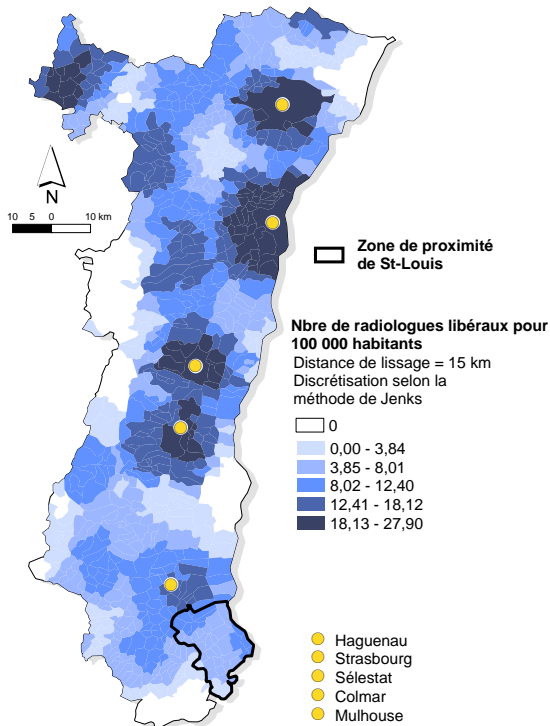 N
10 5 0 10 km
Zone de proximité
de St-Louis
Nbre de radiologues libéraux pour
100 000 habitants
Distance de lissage = 15 km
Discrétisation selon la
méthode de Jenks
0
0,00 - 3,84
3,85 - 8,01
8,02 - 12,40
12,41 - 18,12
18,13 - 27,90
Haguenau
Strasbourg
Sélestat
Colmar
Mulhouse